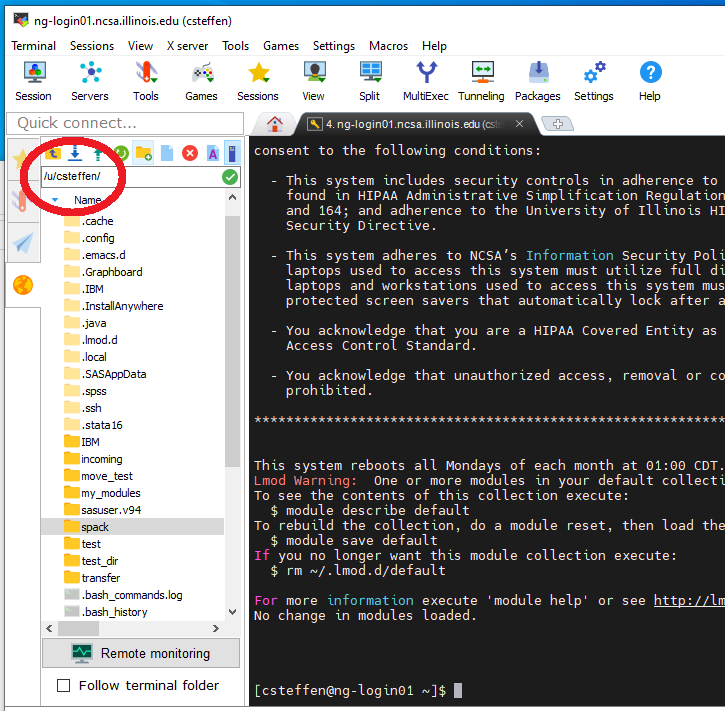 ng-login01.ncsa.illinois.edu (csteffen)
Terminal Sessions View X server Tools Games Settings Macros Help
Session Servers Tools Games Sessions View Split MultiExec Tunneling Packages Settings Help
Quick connect...
4. ng-login01.ncsa.illinois.edu (cst
/u/csteffen/
Name
.cache
.config
.emacs.d
.Graphboard
.IBM
.InstallAnywhere
.java
.lmod.d
.local
.SASAppData
.spss
.ssh
.stata16
IBM
incoming
move_test
my_modules
sasuser.v94
spack
test
test_dir
transfer
.bash_commands.log
.bash_history
Remote monitoring
Follow terminal folder
consent to the following conditions:
- This system includes security controls in adherence to
found in HIPAA Administrative Simplification Regulation
and 164; and adherence to the University of Illinois HI
Security Directive.
- This system adheres to NCSA’s Information Security Poli
laptops used to access this system must utilize full di
laptops and workstations used to access this system mus
protected screen savers that automatically lock after a
- You acknowledge that you are a HIPAA Covered Entity as
Access Control Standard.
- You acknowledge that unauthorized access, removal or co
prohibited.
***********************************************************
This system reboots all Mondays of each month at 01:00 CDT.
Lmod Warning:  One or more modules in your default collecti
To see the contents of this collection execute:
$ module describe default
To rebuild the collection, do a module reset, then load the
$ module save default
If you no longer want this module collection execute:
$ rm ~/.lmod.d/default
For more information execute 'module help' or see http://lm
No change in modules loaded.
[csteffen@ng-login01 ~]$